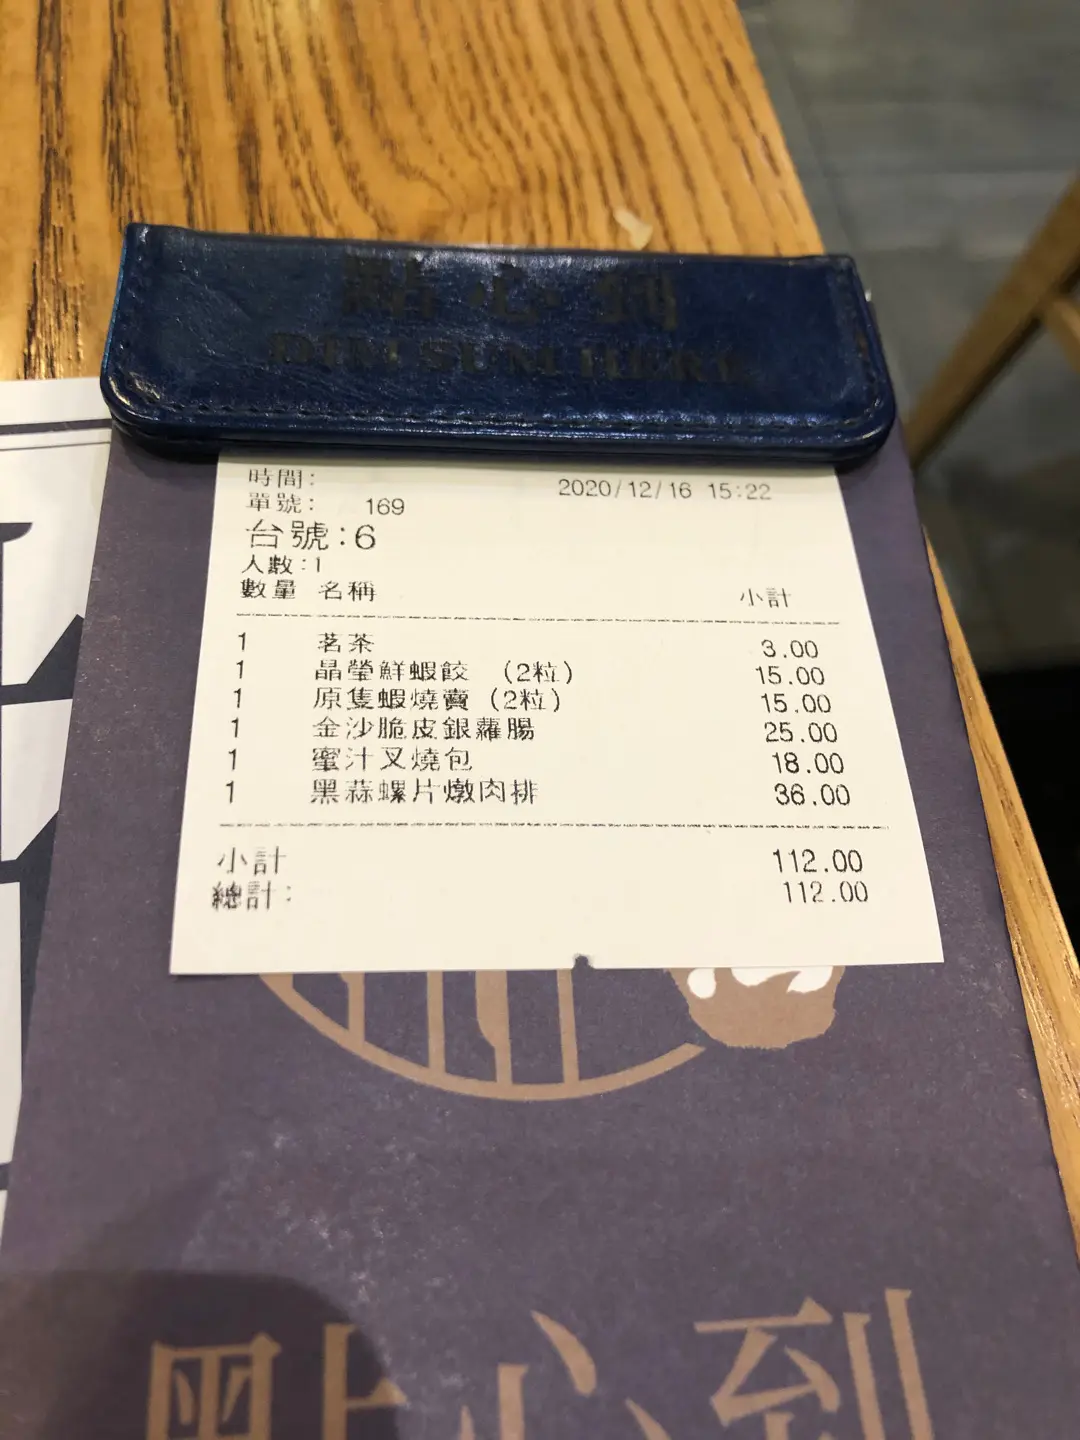 點心到
DIM SUM HERE
時間: 2020/12/16 15:22
單號: 169
台號:6
人數:1
數量 名稱 小計
1 茗茶 3.00
1 晶瑩鮮蝦餃 (2粒) 15.00
1 原隻蝦燒賣 (2粒) 15.00
1 金沙脆皮銀蘿腸 25.00
1 蜜汁叉燒包 18.00
1 黑蒜螺片燉肉排 36.00
小計 112.00
總計: 112.00
點心到